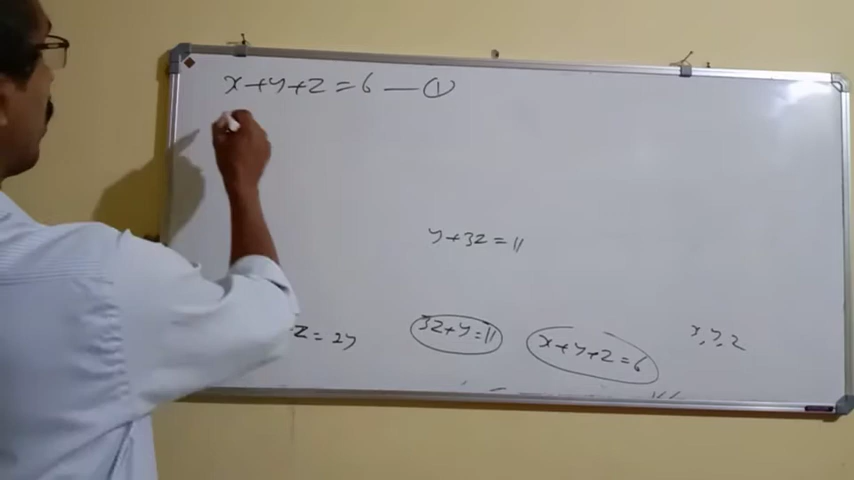 x+y+z=6 — ①
y+3z=11
z=2y
3z+y=11
x+y+z=6
x, y, z